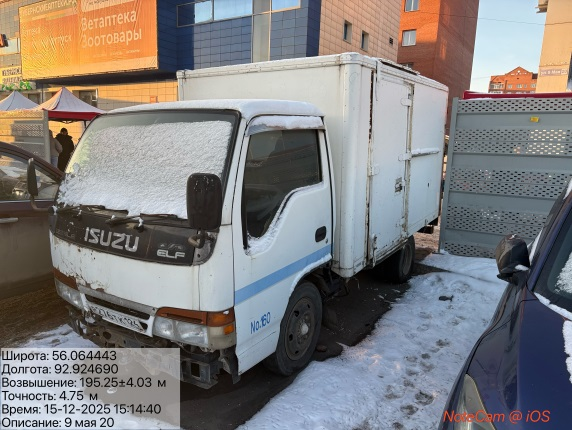 Ветаптека
Зоотовары
ISUZU
ELF
No.160
Широта: 56.064443
Долгота: 92.924690
Возвышение: 195.25±4.03 м
Точность: 4.75 м
Время: 15-12-2025 15:14:40
Описание: 9 мая 20
NoteCam @ iOS